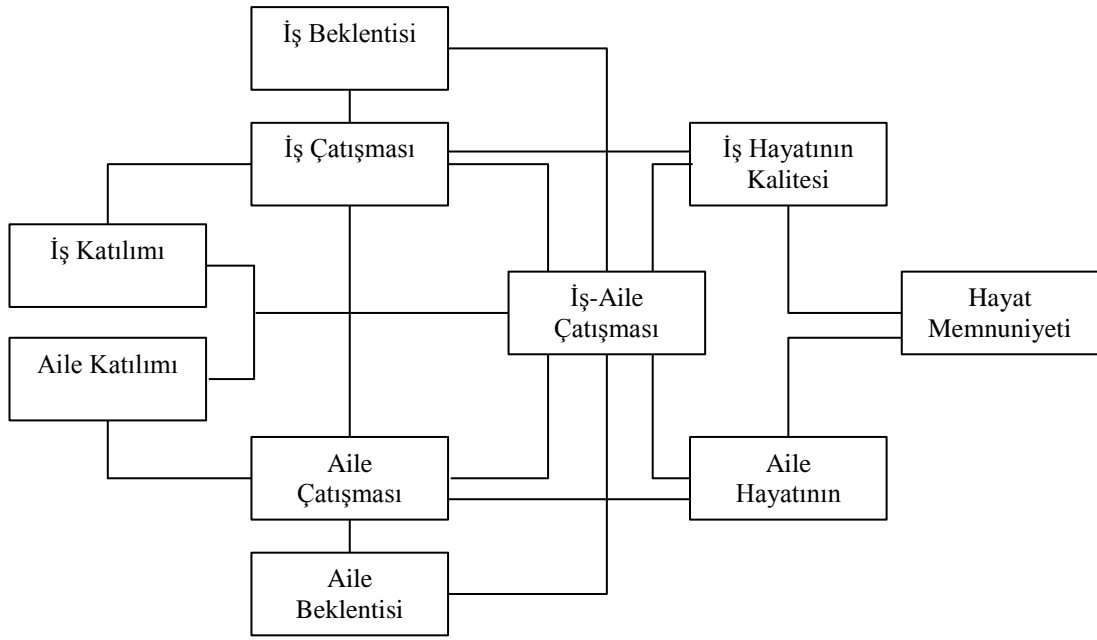 İş Beklentisi
İş Çatışması
İş Hayatının
Kalitesi
İş Katılımı
İş-Aile
Çatışması
Hayat
Memnuniyeti
Aile Katılımı
Aile
Çatışması
Aile
Hayatının
Aile
Beklentisi